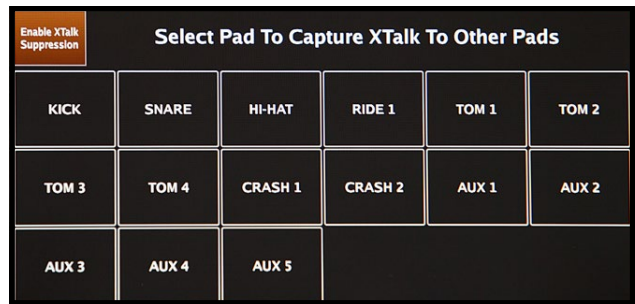 Enable XTalk
Suppression
Select Pad To Capture XTalk To Other Pads
KICK
SNARE
HI-HAT
RIDE 1
TOM 1
TOM 2
TOM 3
TOM 4
CRASH 1
CRASH 2
AUX 1
AUX 2
AUX 3
AUX 4
AUX 5